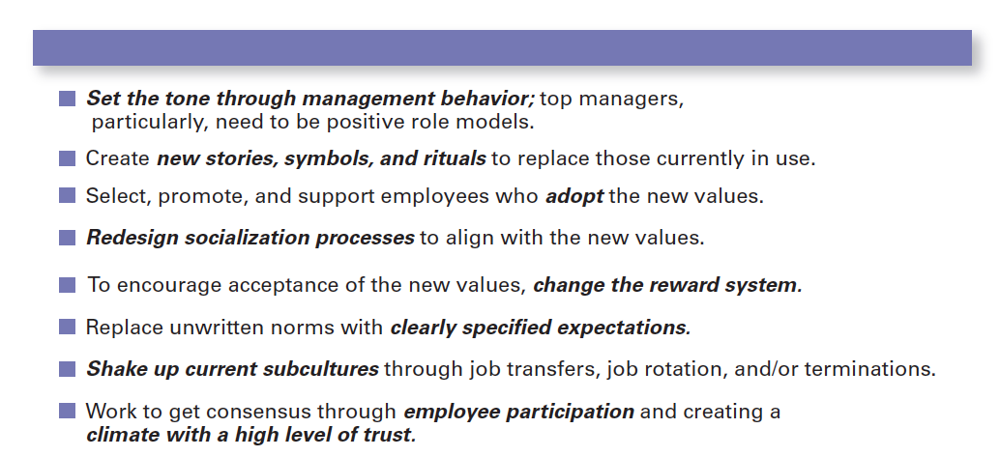 Set the tone through management behavior; top managers,
particularly, need to be positive role models.
Create new stories, symbols, and rituals to replace those currently in use.
Select, promote, and support employees who adopt the new values.
Redesign socialization processes to align with the new values.
To encourage acceptance of the new values, change the reward system.
Replace unwritten norms with clearly specified expectations.
Shake up current subcultures through job transfers, job rotation, and/or terminations.
Work to get consensus through employee participation and creating a
climate with a high level of trust.